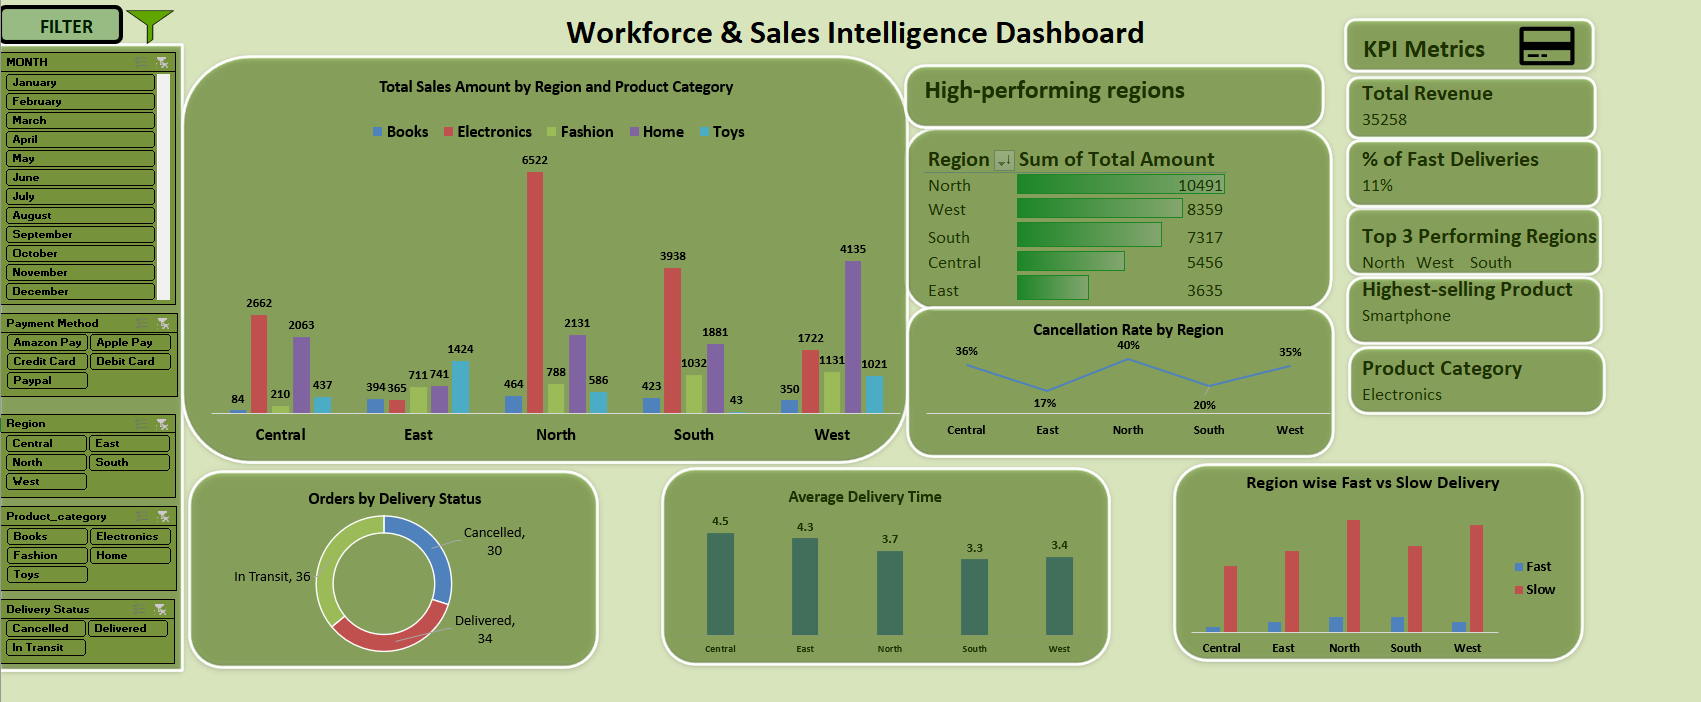 Workforce & Sales Intelligence Dashboard
FILTER
MONTH
January
February
March
April
May
June
July
August
September
October
November
December
Payment Method
Amazon Pay Apple Pay
Credit Card Debit Card
Paypal
Region
Central East
North South
West
Product_category
Books Electronics
Fashion Home
Toys
Delivery Status
Cancelled Delivered
In Transit
Total Sales Amount by Region and Product Category
Books Electronics Fashion Home Toys
84 2662 210 2063 437
394 365 711 741 1424
464 6522 788 2131 586
423 3938 1032 1881 43
350 1722 1131 4135 1021
Central East North South West
High-performing regions
Region Sum of Total Amount
North 10491
West 8359
South 7317
Central 5456
East 3635
Cancellation Rate by Region
36% 17% 40% 20% 35%
Central East North South West
KPI Metrics
Total Revenue
35258
% of Fast Deliveries
11%
Top 3 Performing Regions
North West South
Highest-selling Product
Smartphone
Product Category
Electronics
Orders by Delivery Status
Cancelled,
30
In Transit, 36
Delivered,
34
Average Delivery Time
4.5 4.3 3.7 3.3 3.4
Central East North South West
Region wise Fast vs Slow Delivery
Fast
Slow
Central East North South West